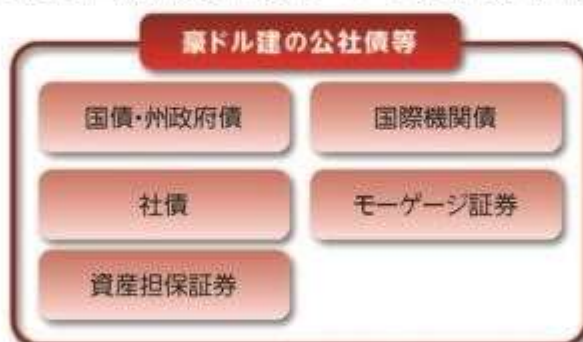 豪ドル建の公社債等
国債・州政府債
国際機関債
社債
モーゲージ証券
資産担保証券